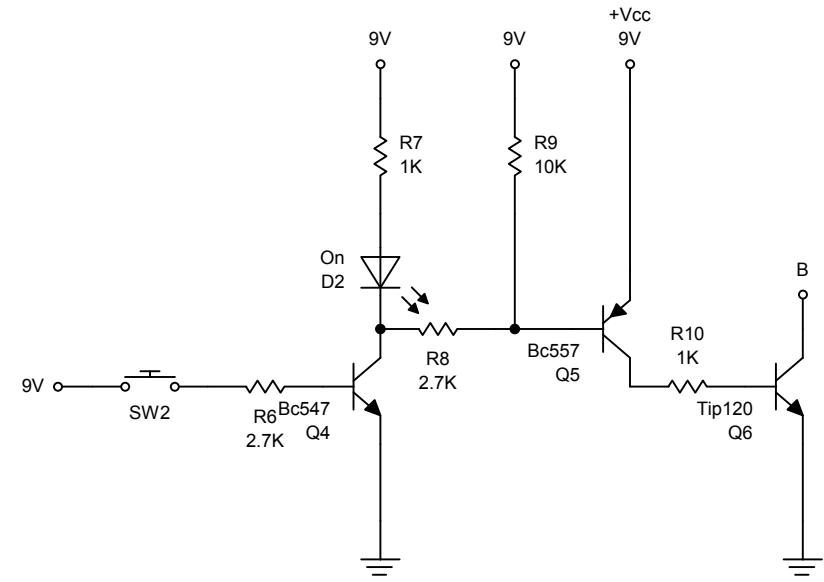 +Vcc
9V
9V
9V
R7
1K
R9
10K
On
D2
B
R8
2.7K
Bc557
Q5
R10
1K
9V
SW2
R6
2.7K
Bc547
Q4
Tip120
Q6